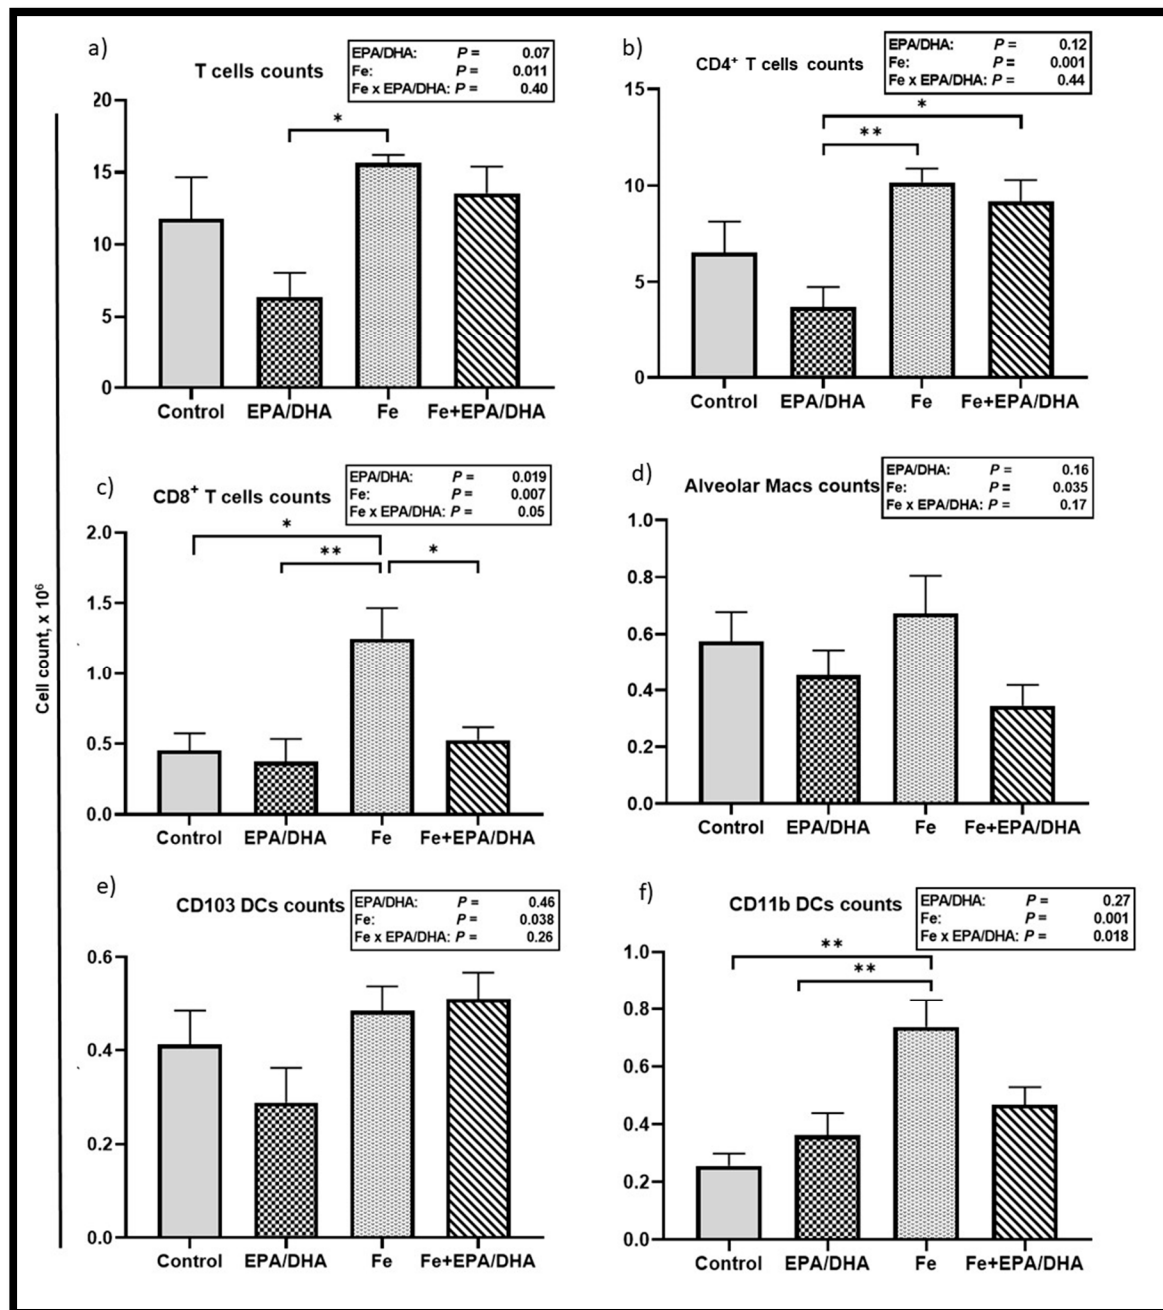 Cell count, x 10⁶
a)
T cells counts
EPA/DHA: P = 0.07
Fe: P = 0.011
Fe x EPA/DHA: P = 0.40
*
20
15
10
5
0
Control EPA/DHA Fe Fe+EPA/DHA
b)
CD4⁺ T cells counts
EPA/DHA: P = 0.12
Fe: P = 0.001
Fe x EPA/DHA: P = 0.44
*
**
15
10
5
0
Control EPA/DHA Fe Fe+EPA/DHA
c)
CD8⁺ T cells counts
EPA/DHA: P = 0.019
Fe: P = 0.007
Fe x EPA/DHA: P = 0.05
*
** *
2.0
1.5
1.0
0.5
0.0
Control EPA/DHA Fe Fe+EPA/DHA
d)
Alveolar Macs counts
EPA/DHA: P = 0.16
Fe: P = 0.035
Fe x EPA/DHA: P = 0.17
1.0
0.8
0.6
0.4
0.2
0.0
Control EPA/DHA Fe Fe+EPA/DHA
e)
CD103 DCs counts
EPA/DHA: P = 0.46
Fe: P = 0.038
Fe x EPA/DHA: P = 0.26
0.6
0.4
0.2
0.0
Control EPA/DHA Fe Fe+EPA/DHA
f)
CD11b DCs counts
EPA/DHA: P = 0.27
Fe: P = 0.001
Fe x EPA/DHA: P = 0.018
**
**
1.0
0.8
0.6
0.4
0.2
0.0
Control EPA/DHA Fe Fe+EPA/DHA